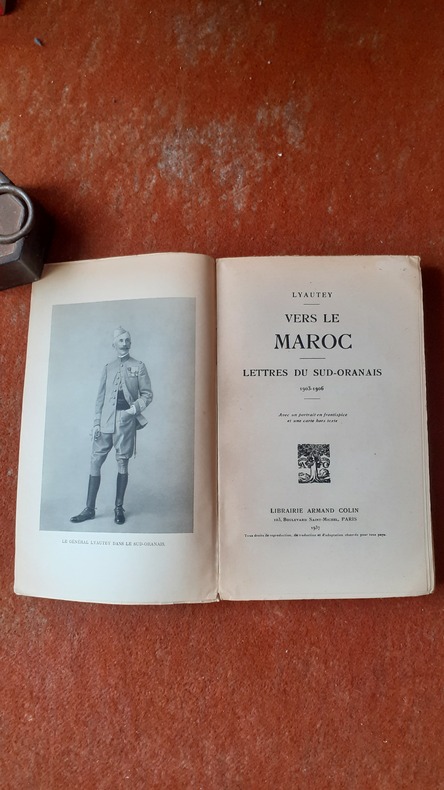 LE GÉNÉRAL LYAUTEY DANS LE SUD-ORANAIS
LYAUTEY
VERS LE
MAROC
LETTRES DU SUD-ORANAIS
1903-1906
Avec un portrait en frontispice
et une carte hors texte
LIBRAIRIE ARMAND COLIN
103, BOULEVARD SAINT-MICHEL, PARIS
1937
Tous droits de reproduction, de traduction et d'adaptation réservés pour tous pays